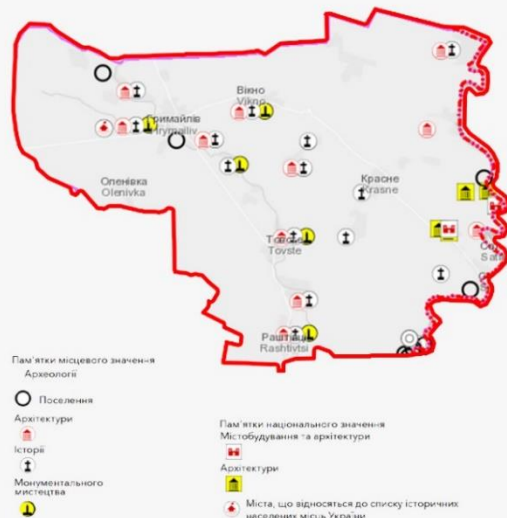 Вікно
Vikno
Гримайлів
Hrymailiv
Красне
Krasne
Оленівка
Olenivka
Товсте
Tovste
Раштівці
Rashtivtsi
Пам'ятки місцевого значення
Археології
Поселення
Архітектури
Історії
Монументального
мистецтва
Пам'ятки національного значення
Містобудування та архітектури
Архітектури
Міста, що відносяться до списку історичних
населених місць України